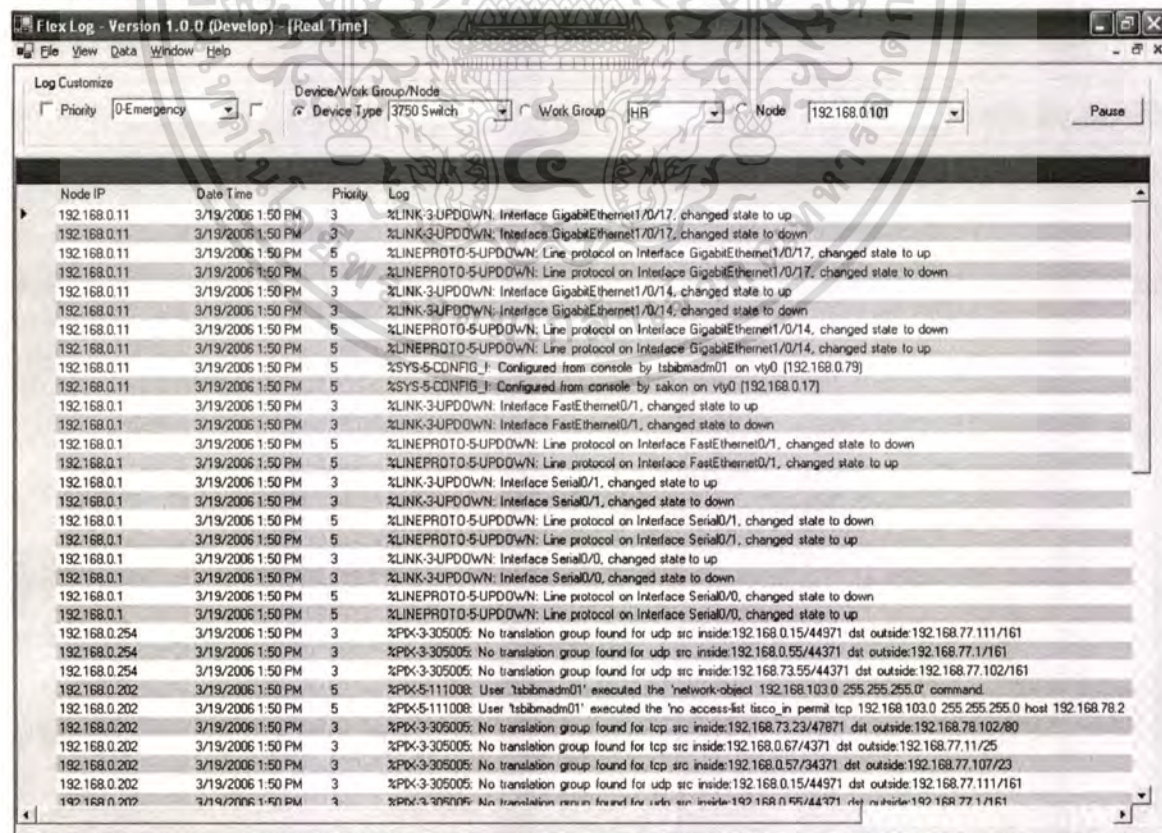 Flex Log - Version 1.0.0 (Develop) - [Real Time]
File View Data Window Help
Log Customize
Device/Work Group/Node
Priority 0-Emergency Device Type 3750 Switch Work Group HR Node 192.168.0.101 Pause
Node IP Date Time Priority Log
192.168.0.11 3/19/2006 1:50 PM 3 %LINK-3-UPDOWN: Interface GigabitEthernet1/0/17, changed state to up
192.168.0.11 3/19/2006 1:50 PM 3 %LINK-3-UPDOWN: Interface GigabitEthernet1/0/17, changed state to down
192.168.0.11 3/19/2006 1:50 PM 5 %LINEPROTO-5-UPDOWN: Line protocol on Interface GigabitEthernet1/0/17, changed state to up
192.168.0.11 3/19/2006 1:50 PM 5 %LINEPROTO-5-UPDOWN: Line protocol on Interface GigabitEthernet1/0/17, changed state to down
192.168.0.11 3/19/2006 1:50 PM 3 %LINK-3-UPDOWN: Interface GigabitEthernet1/0/14, changed state to up
192.168.0.11 3/19/2006 1:50 PM 3 %LINK-3-UPDOWN: Interface GigabitEthernet1/0/14, changed state to down
192.168.0.11 3/19/2006 1:50 PM 5 %LINEPROTO-5-UPDOWN: Line protocol on Interface GigabitEthernet1/0/14, changed state to down
192.168.0.11 3/19/2006 1:50 PM 5 %LINEPROTO-5-UPDOWN: Line protocol on Interface GigabitEthernet1/0/14, changed state to up
192.168.0.11 3/19/2006 1:50 PM 5 %SYS-5-CONFIG_I: Configured from console by tsbibmadm01 on vty0 (192.168.0.79)
192.168.0.11 3/19/2006 1:50 PM 5 %SYS-5-CONFIG_I: Configured from console by sakon on vty0 (192.168.0.17)
192.168.0.1 3/19/2006 1:50 PM 3 %LINK-3-UPDOWN: Interface FastEthernet0/1, changed state to up
192.168.0.1 3/19/2006 1:50 PM 3 %LINK-3-UPDOWN: Interface FastEthernet0/1, changed state to down
192.168.0.1 3/19/2006 1:50 PM 5 %LINEPROTO-5-UPDOWN: Line protocol on Interface FastEthernet0/1, changed state to down
192.168.0.1 3/19/2006 1:50 PM 5 %LINEPROTO-5-UPDOWN: Line protocol on Interface FastEthernet0/1, changed state to up
192.168.0.1 3/19/2006 1:50 PM 3 %LINK-3-UPDOWN: Interface Serial0/1, changed state to up
192.168.0.1 3/19/2006 1:50 PM 3 %LINK-3-UPDOWN: Interface Serial0/1, changed state to down
192.168.0.1 3/19/2006 1:50 PM 5 %LINEPROTO-5-UPDOWN: Line protocol on Interface Serial0/1, changed state to down
192.168.0.1 3/19/2006 1:50 PM 5 %LINEPROTO-5-UPDOWN: Line protocol on Interface Serial0/1, changed state to up
192.168.0.1 3/19/2006 1:50 PM 3 %LINK-3-UPDOWN: Interface Serial0/0, changed state to up
192.168.0.1 3/19/2006 1:50 PM 3 %LINK-3-UPDOWN: Interface Serial0/0, changed state to down
192.168.0.1 3/19/2006 1:50 PM 5 %LINEPROTO-5-UPDOWN: Line protocol on Interface Serial0/0, changed state to down
192.168.0.1 3/19/2006 1:50 PM 5 %LINEPROTO-5-UPDOWN: Line protocol on Interface Serial0/0, changed state to up
192.168.0.254 3/19/2006 1:50 PM 3 %PIX-3-305005: No translation group found for udp src inside:192.168.0.15/44971 dst outside:192.168.77.111/161
192.168.0.254 3/19/2006 1:50 PM 3 %PIX-3-305005: No translation group found for udp src inside:192.168.0.55/44371 dst outside:192.168.77.1/161
192.168.0.254 3/19/2006 1:50 PM 3 %PIX-3-305005: No translation group found for udp src inside:192.168.73.55/44371 dst outside:192.168.77.102/161
192.168.0.202 3/19/2006 1:50 PM 5 %PIX-5-111008: User 'tsbibmadm01' executed the 'network-object 192.168.103.0 255.255.255.0' command.
192.168.0.202 3/19/2006 1:50 PM 5 %PIX-5-111008: User 'tsbibmadm01' executed the 'no access-list tisco_in permit tcp 192.168.103.0 255.255.255.0 host 192.168.78.2
192.168.0.202 3/19/2006 1:50 PM 3 %PIX-3-305005: No translation group found for tcp src inside:192.168.73.23/47871 dst outside:192.168.78.102/80
192.168.0.202 3/19/2006 1:50 PM 3 %PIX-3-305005: No translation group found for tcp src inside:192.168.0.67/4371 dst outside:192.168.77.11/25
192.168.0.202 3/19/2006 1:50 PM 3 %PIX-3-305005: No translation group found for tcp src inside:192.168.0.57/34371 dst outside:192.168.77.107/23
192.168.0.202 3/19/2006 1:50 PM 3 %PIX-3-305005: No translation group found for udp src inside:192.168.0.15/44971 dst outside:192.168.77.111/161
192.168.0.202 3/19/2006 1:50 PM 3 %PIX-3-305005: No translation group found for udp src inside:192.168.0.55/44371 dst outside:192.168.77.1/161